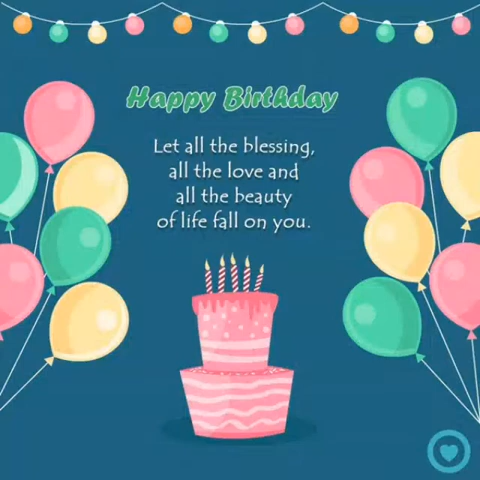 Happy Birthday
Let all the blessing,
all the love and
all the beauty
of life fall on you.